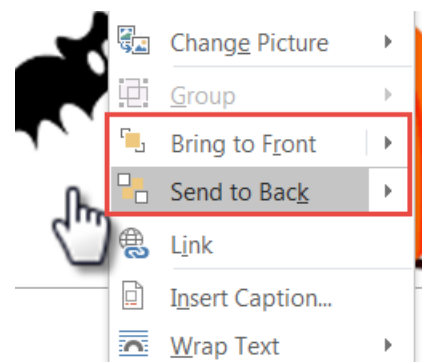 Change Picture
Group
Bring to Front
Send to Back
Link
Insert Caption...
Wrap Text